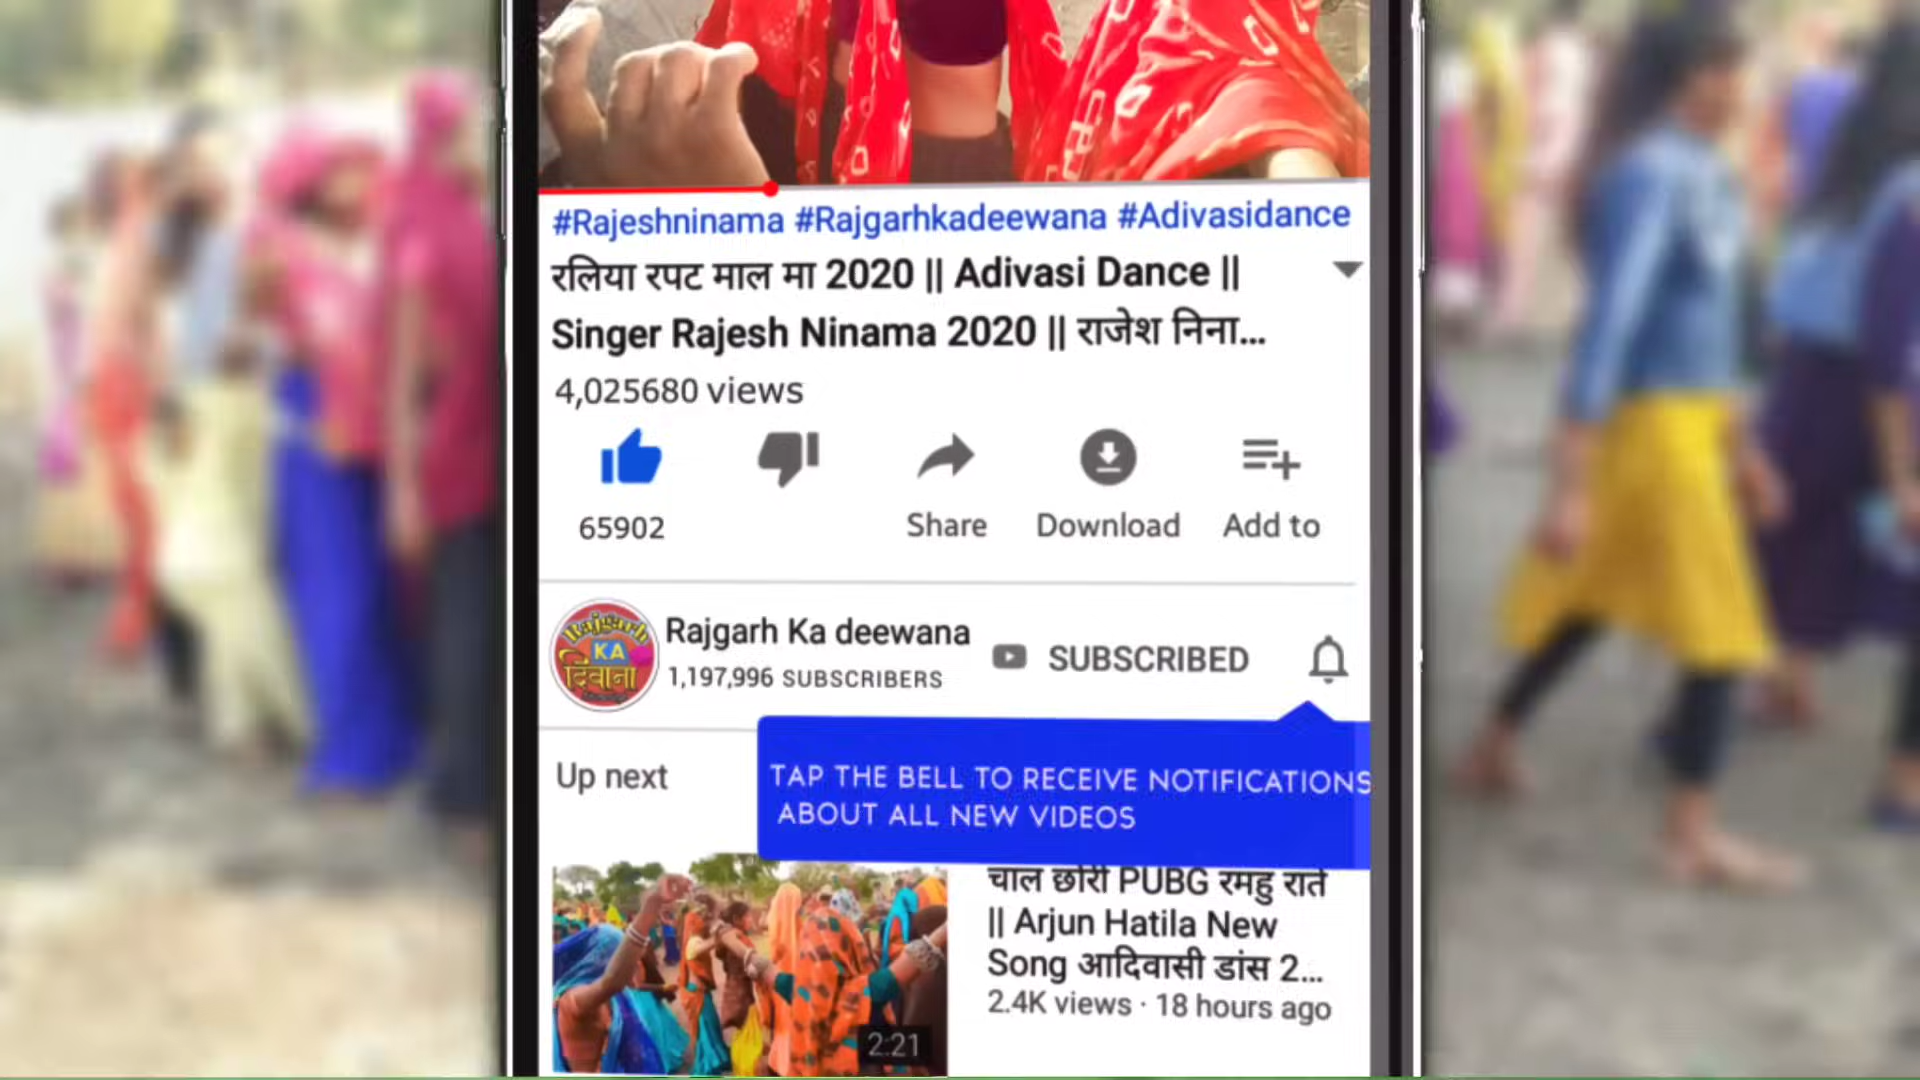 #Rajeshninama #Rajgarhkadeewana #Adivasidance
रलिया रपट माल मा 2020 || Adivasi Dance ||
Singer Rajesh Ninama 2020 || राजेश निना...
4,025680 views
65902
Share
Download
Add to
Rajgarh
KA
दिवाना
Rajgarh Ka deewana
1,197,996 SUBSCRIBERS
SUBSCRIBED
TAP THE BELL TO RECEIVE NOTIFICATIONS
ABOUT ALL NEW VIDEOS
Up next
चाल छोरी PUBG रमहु राते
|| Arjun Hatila New
Song आदिवासी डांस 2...
2.4K views · 18 hours ago
2:21